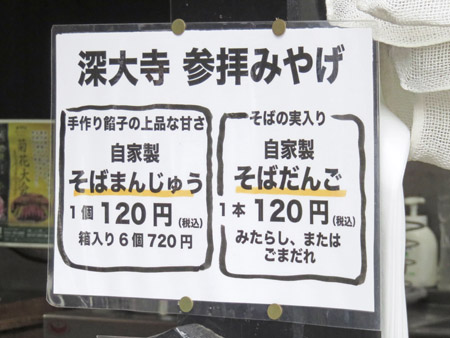 深大寺 参拝みやげ
手作り餡子の上品な甘さ
自家製
そばまんじゅう
1個 120円 (税込)
箱入り6個 720円
そばの実入り
自家製
そばだんご
1本 120円 (税込)
みたらし、または
ごまだれ
菊花大会